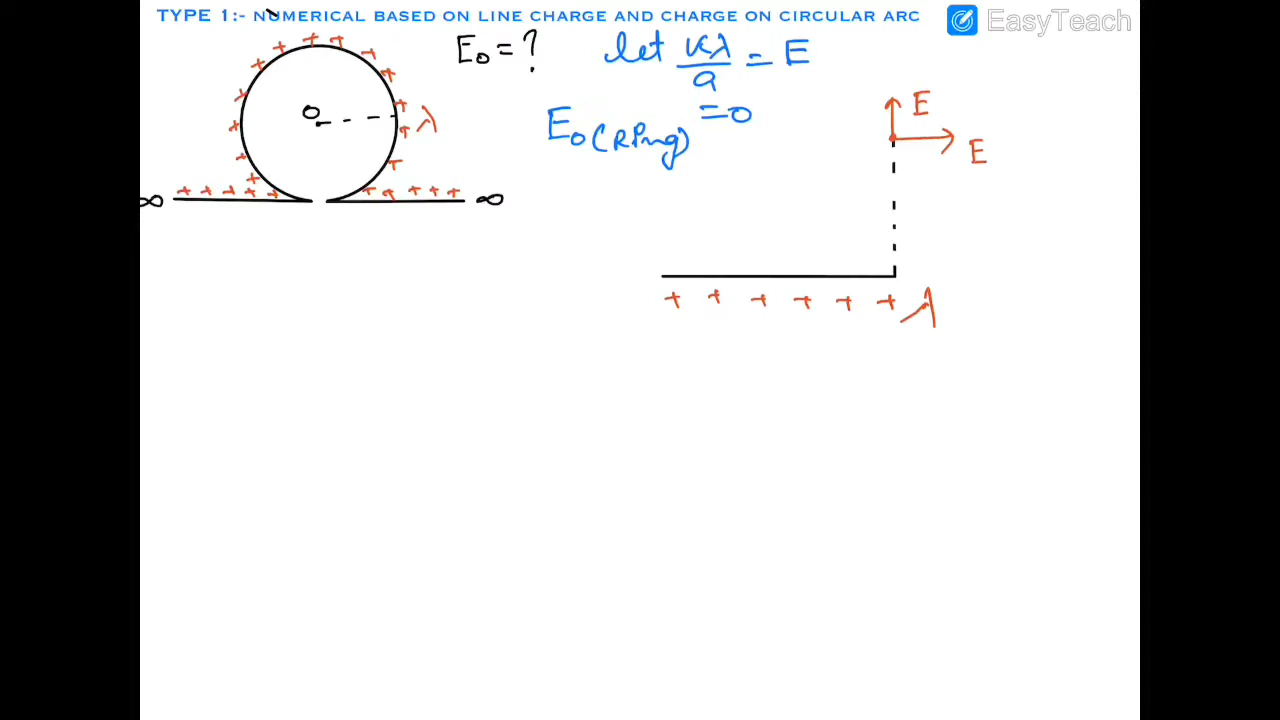 TYPE 1:- NUMERICAL BASED ON LINE CHARGE AND CHARGE ON CIRCULAR ARC
EasyTeach
E₀ = ?
let Kλ/a = E
E₀(Ring) = 0
O
λ
∞ + + + + + + + + + + ∞
E
E
+ + + + + + λ